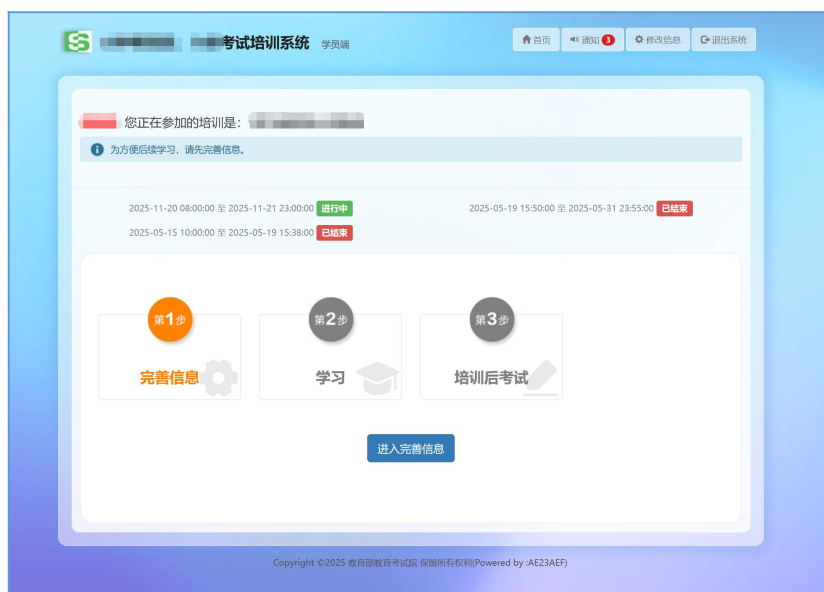 考试培训系统 学员端
首页 通知 3 修改信息 退出系统
您正在参加的培训是：
为方便后续学习，请先完善信息。
2025-11-20 08:00:00 至 2025-11-21 23:00:00 进行中
2025-05-19 15:50:00 至 2025-05-31 23:55:00 已结束
2025-05-15 10:00:00 至 2025-05-19 15:38:00 已结束
第1步
完善信息
第2步
学习
第3步
培训后考试
进入完善信息
Copyright ©2025 教育部教育考试院 保留所有权利(Powered by :AE23AEF)